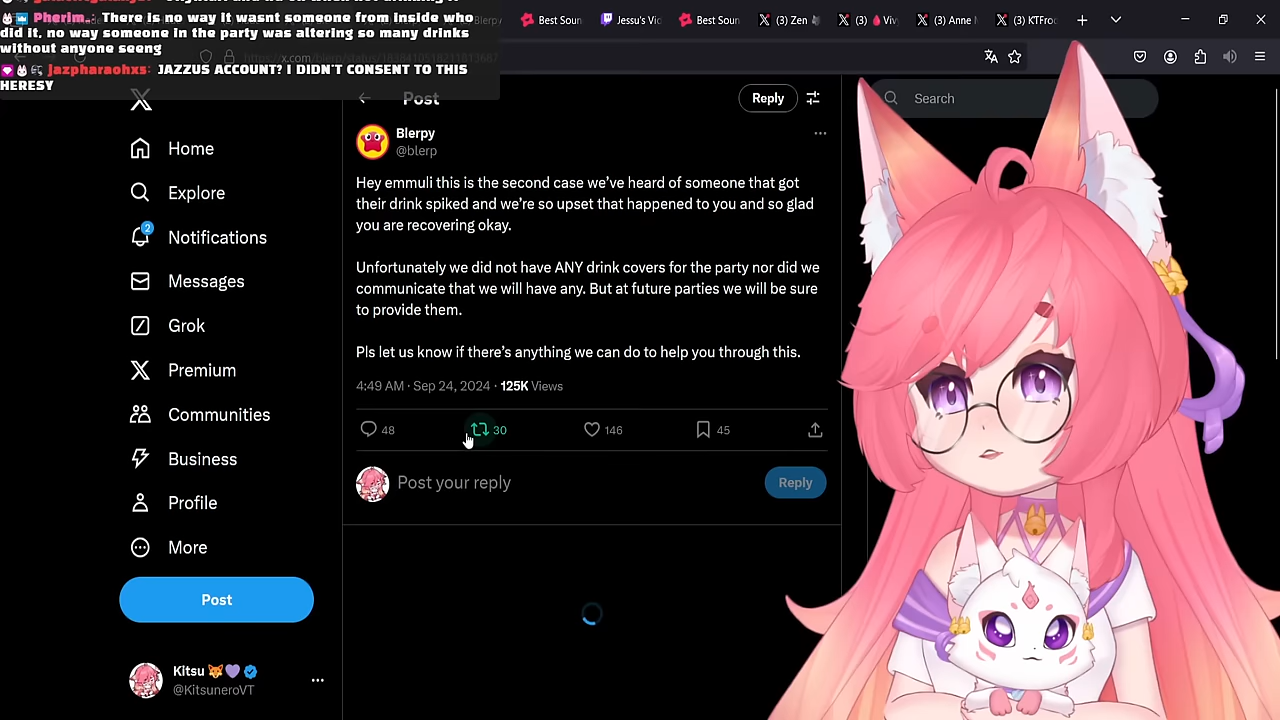 Pherim.: There is no way it wasnt someone from inside who
did it. no way someone in the party was altering so many drinks
without anyone seeng
jazpharaohxs: JAZZUS ACCOUNT? I DIDN'T CONSENT TO THIS
HERESY
Blerpy
Best Soun
Jessu's Vic
Best Soun
(3) Zen
(3) Viv
(3) Anne
(3) KTFroc
Post
Reply
Search
Home
Explore
2
Notifications
Messages
Grok
Premium
Communities
Business
Profile
More
Post
Kitsu
@KitsuneroVT
Blerpy
@blerp
Hey emmuli this is the second case we've heard of someone that got
their drink spiked and we're so upset that happened to you and so glad
you are recovering okay.
Unfortunately we did not have ANY drink covers for the party nor did we
communicate that we will have any. But at future parties we will be sure
to provide them.
Pls let us know if there's anything we can do to help you through this.
4:49 AM · Sep 24, 2024 · 125K Views
48 30 146 45
Post your reply
Reply